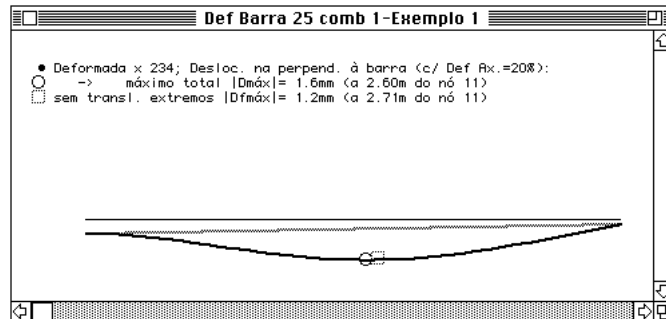 Def Barra 25 comb 1-Exemplo 1
● Deformada x 234; Desloc. na perpend. à barra (c/ Def Ax.=20%):
-> máximo total |Dmáx|= 1.6mm (a 2.60m do nó 11)
sem transl. extremos |Dfmáx|= 1.2mm (a 2.71m do nó 11)